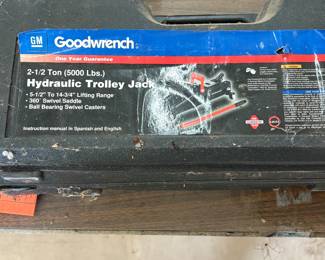 GM
Goodwrench
One Year Guarantee
2-1/2 Ton (5000 Lbs.)
Hydraulic Trolley Jack
• 5-1/2" To 14-3/4" Lifting Range
• 360° Swivel Saddle
• Ball Bearing Swivel Casters
Instruction manual in Spanish and English